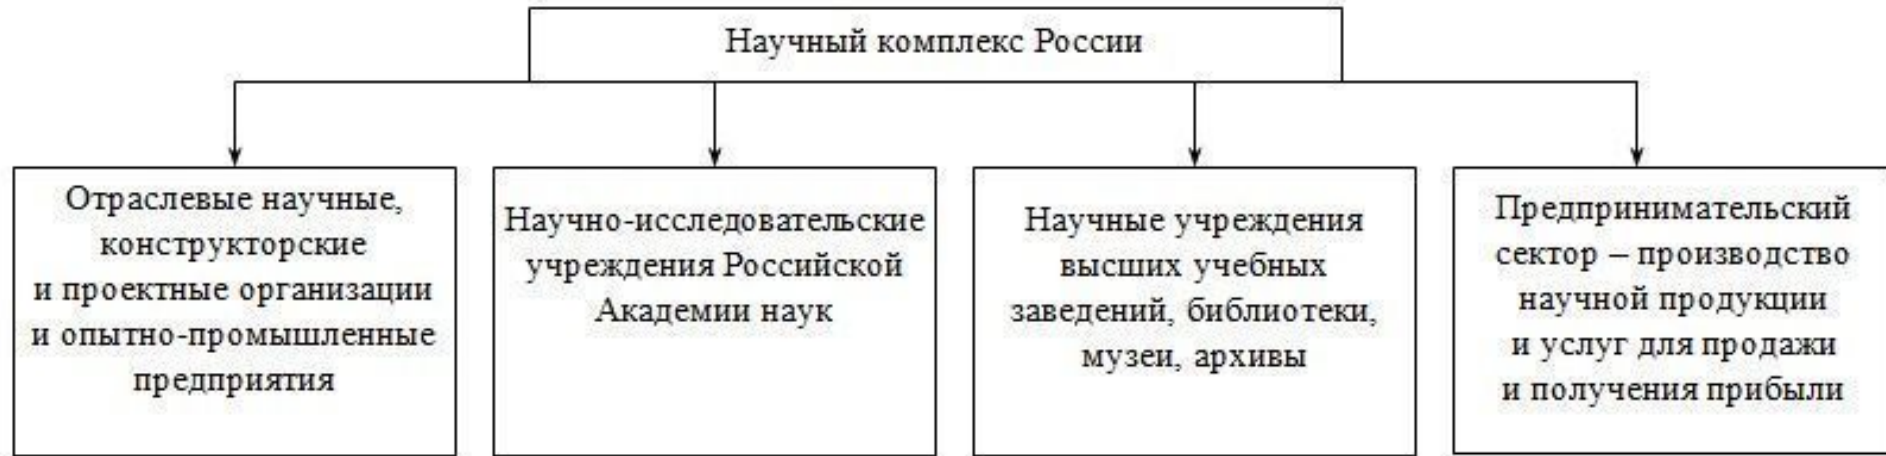 Научный комплекс России
Отраслевые научные,
конструкторские
и проектные организации
и опытно-промышленные
предприятия
Научно-исследовательские
учреждения Российской
Академии наук
Научные учреждения
высших учебных
заведений, библиотеки,
музеи, архивы
Предпринимательский
сектор – производство
научной продукции
и услуг для продажи
и получения прибыли